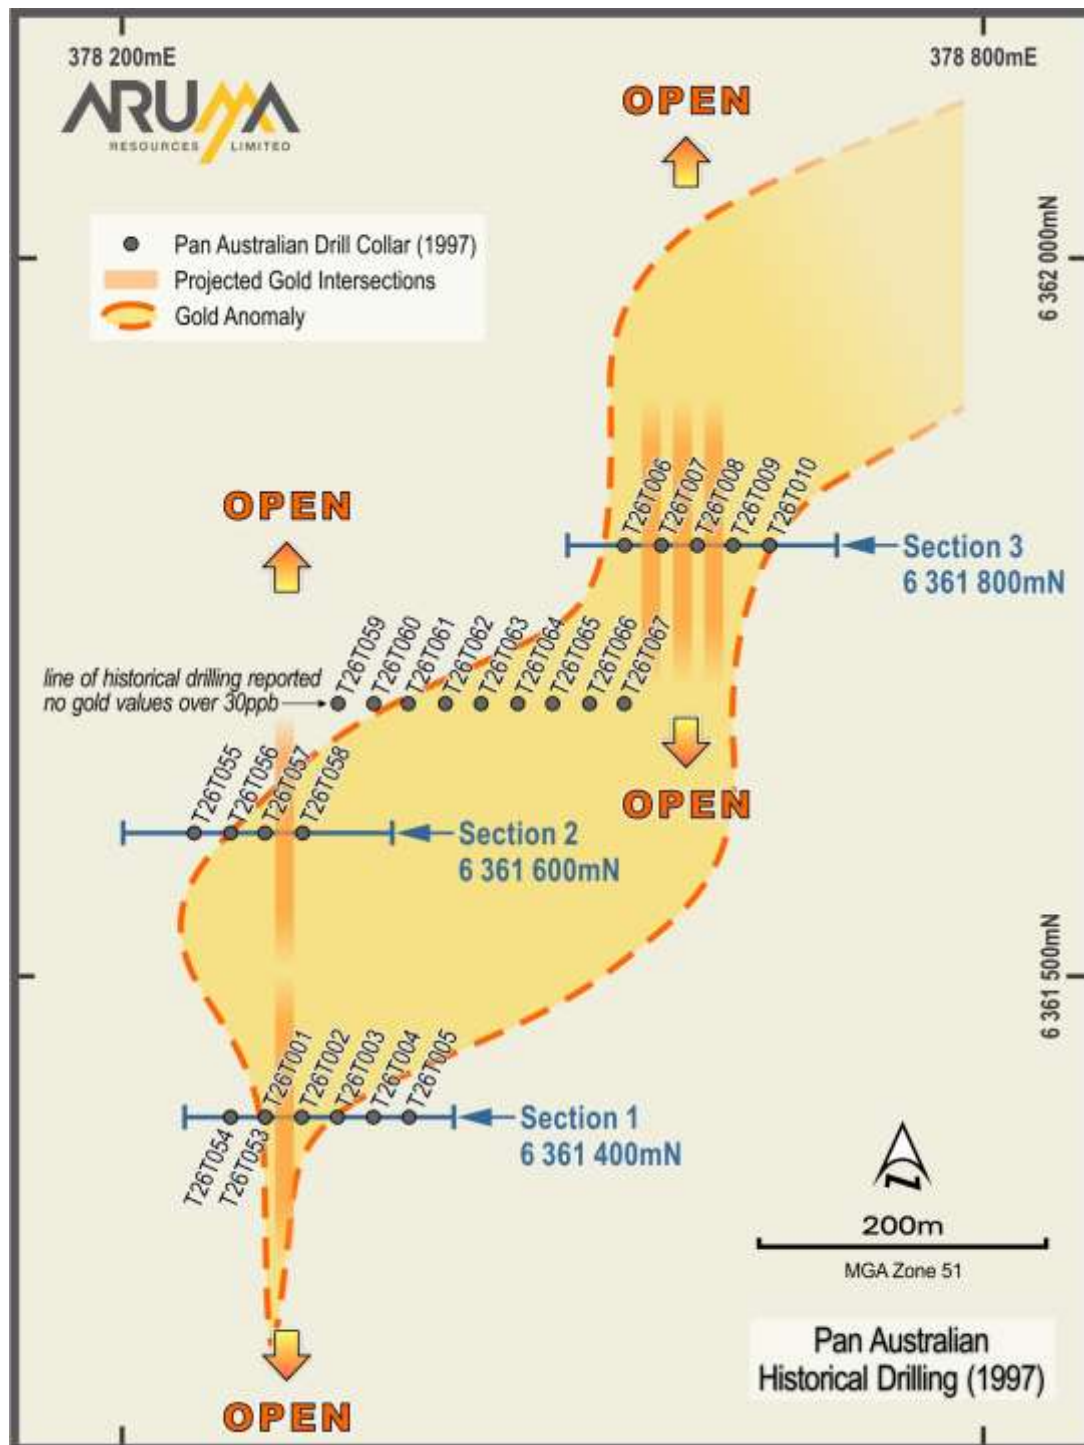 378 200mE
378 800mE
ARUMA
RESOURCES LIMITED
OPEN
6 362 000mN
Pan Australian Drill Collar (1997)
Projected Gold Intersections
Gold Anomaly
T26T006
T26T007
T26T008
T26T009
T26T010
OPEN
Section 3
6 361 800mN
T26T059
T26T060
T26T061
T26T062
T26T063
T26T064
T26T065
T26T066
T26T067
line of historical drilling reported
no gold values over 30ppb
OPEN
T26T055
T26T056
T26T057
T26T058
Section 2
6 361 600mN
6 361 500mN
T26T001
T26T002
T26T003
T26T004
T26T005
Section 1
6 361 400mN
T26T054
T26T053
N
200m
MGA Zone 51
Pan Australian
Historical Drilling (1997)
OPEN